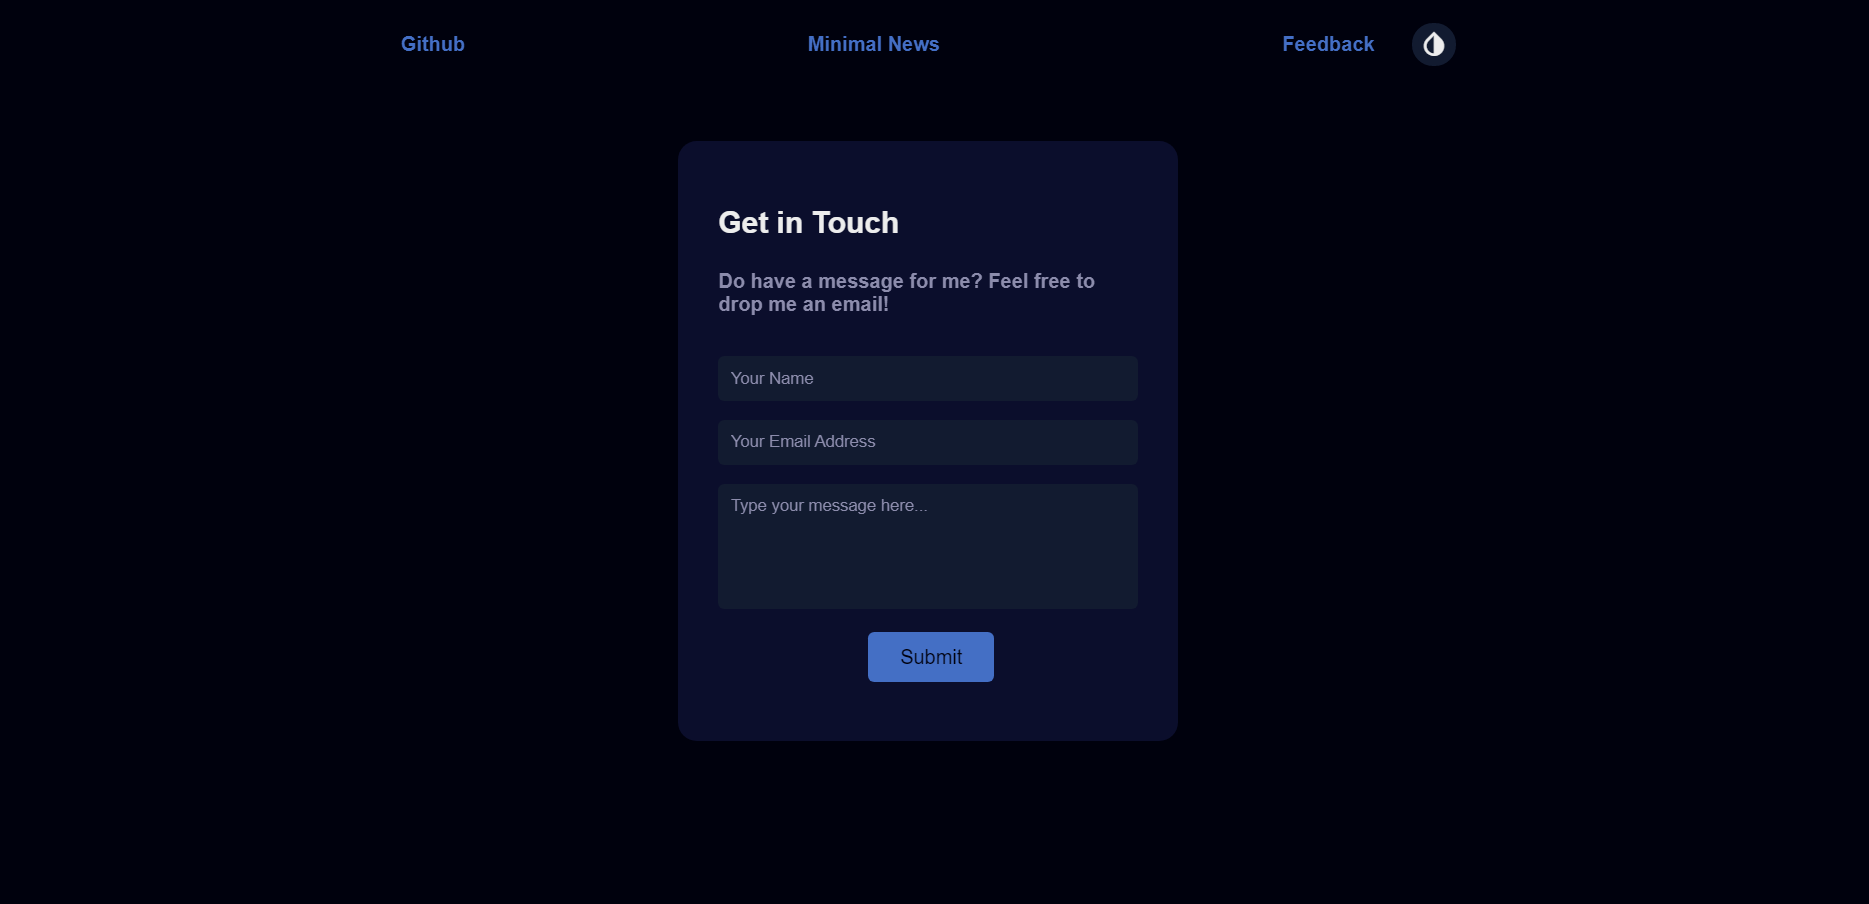 Github
Minimal News
Feedback
Get in Touch
Do have a message for me? Feel free to
drop me an email!
Your Name
Your Email Address
Type your message here...
Submit